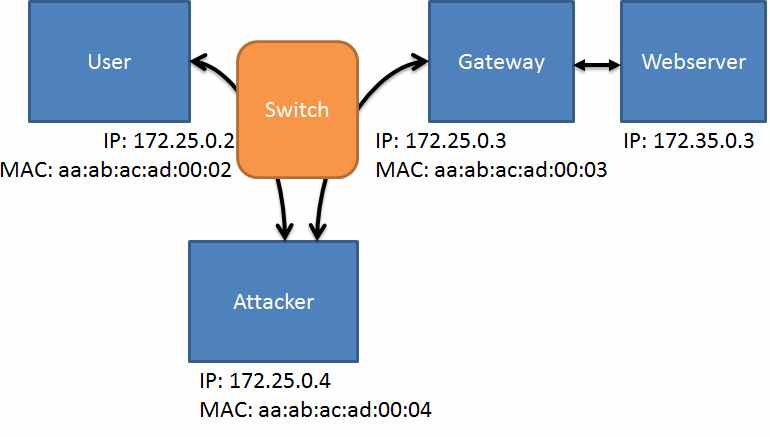 User
Switch
Gateway
Webserver
IP: 172.25.0.2
MAC: aa:ab:ac:ad:00:02
IP: 172.25.0.3
MAC: aa:ab:ac:ad:00:03
IP: 172.35.0.3
Attacker
IP: 172.25.0.4
MAC: aa:ab:ac:ad:00:04